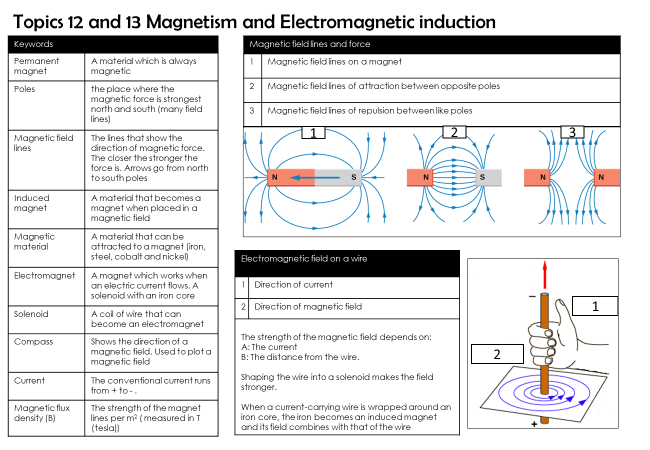 Topics 12 and 13 Magnetism and Electromagnetic induction
Keywords
Permanent
magnet
A material which is always
magnetic
Poles
the place where the
magnetic force is strongest
north and south (many field
lines)
Magnetic field
lines
The lines that show the
direction of magnetic force.
The closer the stronger the
force is. Arrows go from north
to south poles
Induced
magnet
A material that becomes a
magnet when placed in a
magnetic field
Magnetic
material
A material that can be
attracted to a magnet (iron,
steel, cobalt and nickel)
Electromagnet
A magnet which works when
an electric current flows. A
solenoid with an iron core
Solenoid
A coil of wire that can
become an electromagnet
Compass
Shows the direction of a
magnetic field. Used to plot a
magnetic field
Current
The conventional current runs
from + to - .
Magnetic flux
density (B)
The strength of the magnet
lines per m² ( measured in T
(tesla))
Magnetic field lines and force
1 Magnetic field lines on a magnet
2 Magnetic field lines of attraction between opposite poles
3 Magnetic field lines of repulsion between like poles
1 2 3
N S N S N N
Electromagnetic field on a wire
1 Direction of current
2 Direction of magnetic field
The strength of the magnetic field depends on:
A: The current
B: The distance from the wire.
Shaping the wire into a solenoid makes the field
stronger.
When a current-carrying wire is wrapped around an
iron core, the iron becomes an induced magnet
and its field combines with that of the wire
−
1
2
+